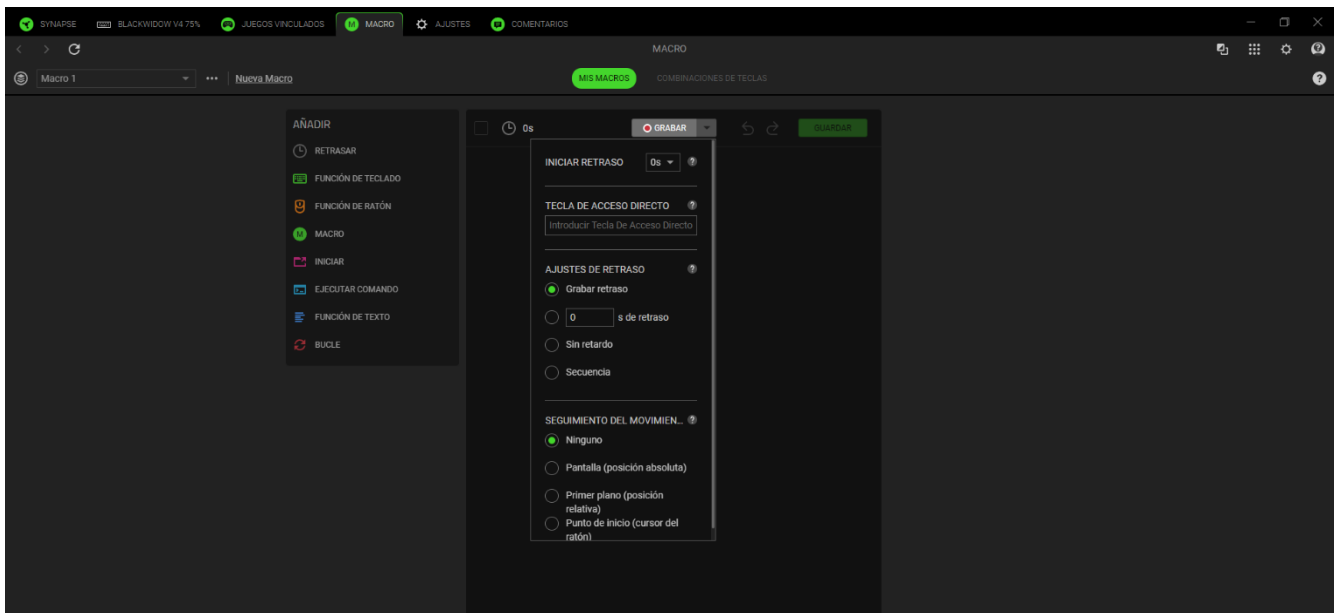 SYNAPSE
BLACKWIDOW V4 75%
JUEGOS VINCULADOS
MACRO
AJUSTES
COMENTARIOS
MACRO
Macro 1
Nueva Macro
MIS MACROS
COMBINACIONES DE TECLAS
AÑADIR
RETRASAR
FUNCIÓN DE TECLADO
FUNCIÓN DE RATÓN
MACRO
INICIAR
EJECUTAR COMANDO
FUNCIÓN DE TEXTO
BUCLE
0s
GRABAR
GUARDAR
INICIAR RETRASO 0s
TECLA DE ACCESO DIRECTO
Introducir Tecla De Acceso Directo
AJUSTES DE RETRASO
Grabar retraso
0 s de retraso
Sin retardo
Secuencia
SEGUIMIENTO DEL MOVIMIEN...
Ninguno
Pantalla (posición absoluta)
Primer plano (posición
relativa)
Punto de inicio (cursor del
ratón)